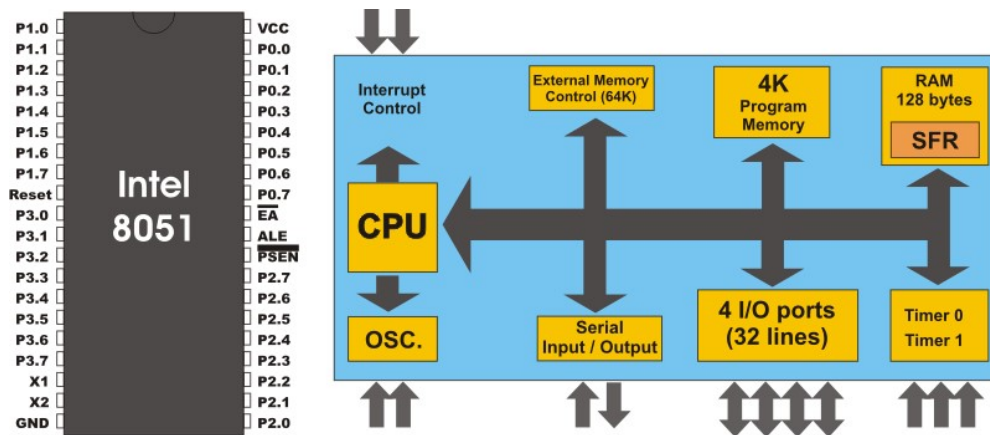 P1.0
P1.1
P1.2
P1.3
P1.4
P1.5
P1.6
P1.7
Reset
P3.0
P3.1
P3.2
P3.3
P3.4
P3.5
P3.6
P3.7
X1
X2
GND
Intel
8051
VCC
P0.0
P0.1
P0.2
P0.3
P0.4
P0.5
P0.6
P0.7
EA
ALE
PSEN
P2.7
P2.6
P2.5
P2.4
P2.3
P2.2
P2.1
P2.0
Interrupt
Control
External Memory
Control (64K)
4K
Program
Memory
RAM
128 bytes
SFR
CPU
OSC.
Serial
Input / Output
4 I/O ports
(32 lines)
Timer 0
Timer 1